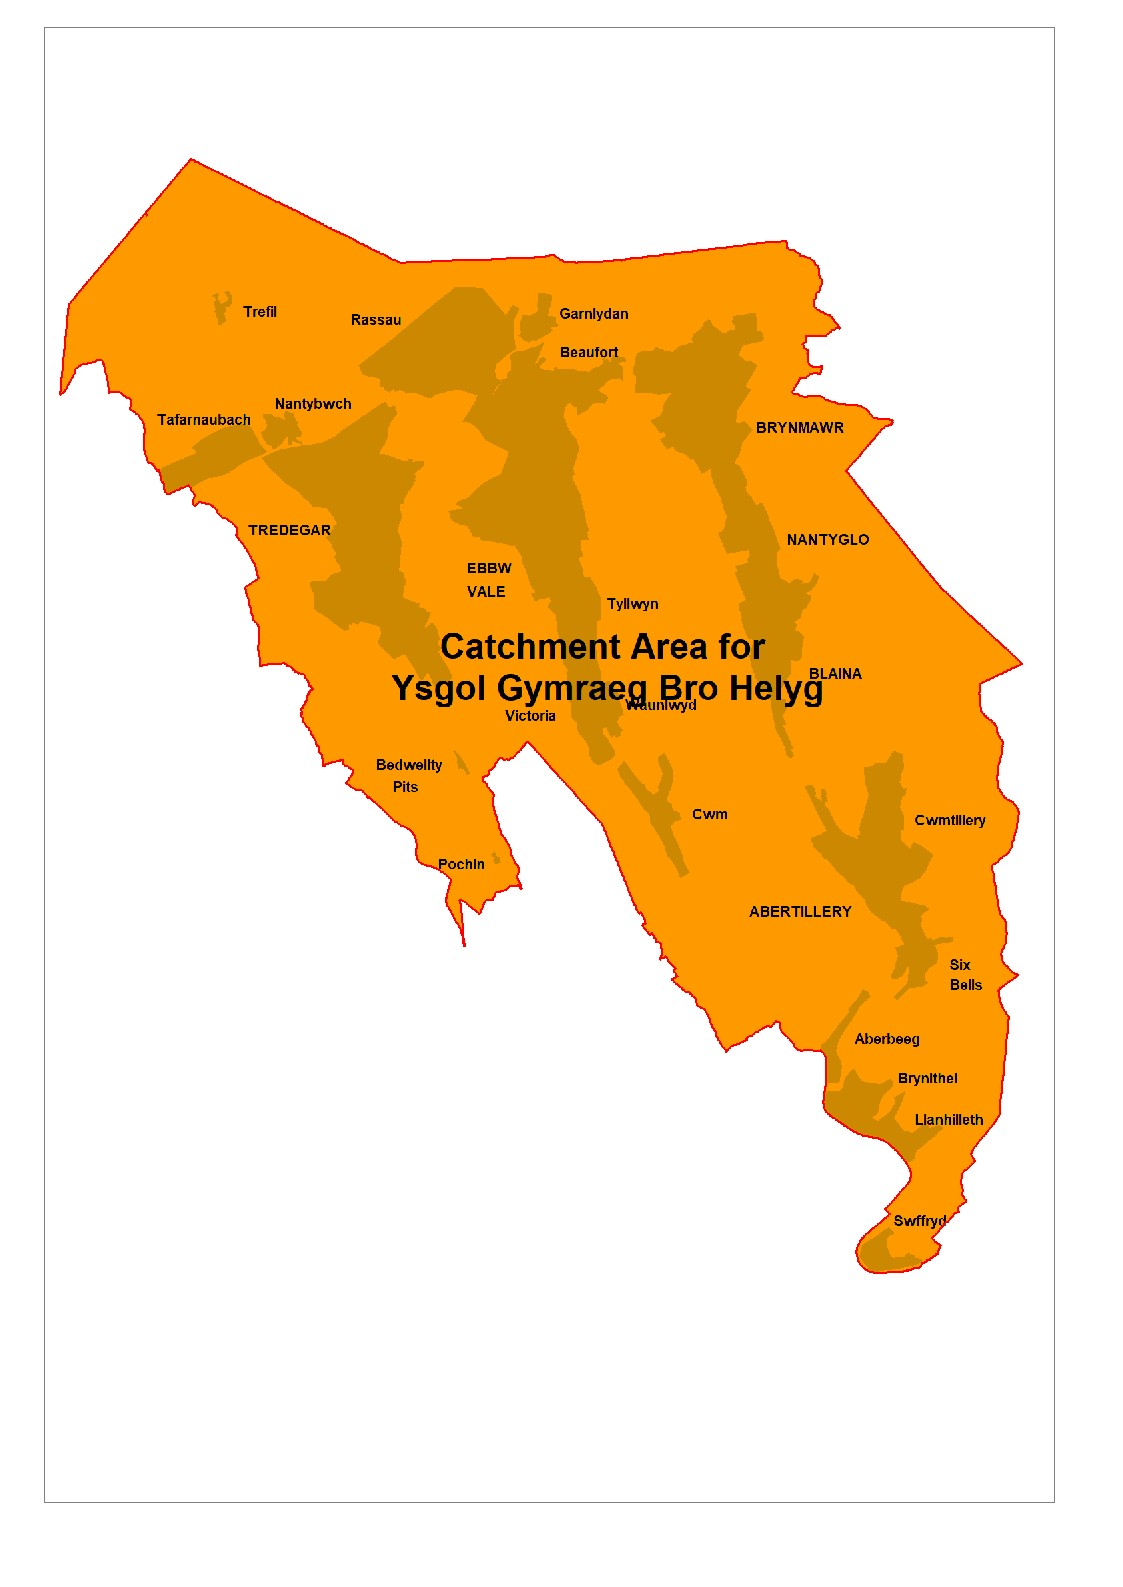 Trefil
Rassau
Garnlydan
Beaufort
Nantybwch
Tafarnaubach
BRYNMAWR
TREDEGAR
NANTYGLO
EBBW
VALE
Tyllwyn
Catchment Area for
Ysgol Gymraeg Bro Helyg
BLAINA
Waunlwyd
Victoria
Bedwellty
Pits
Cwm
Cwmtillery
Pochin
ABERTILLERY
Six
Bells
Aberbeeg
Brynithel
Llanhilleth
Swffryd